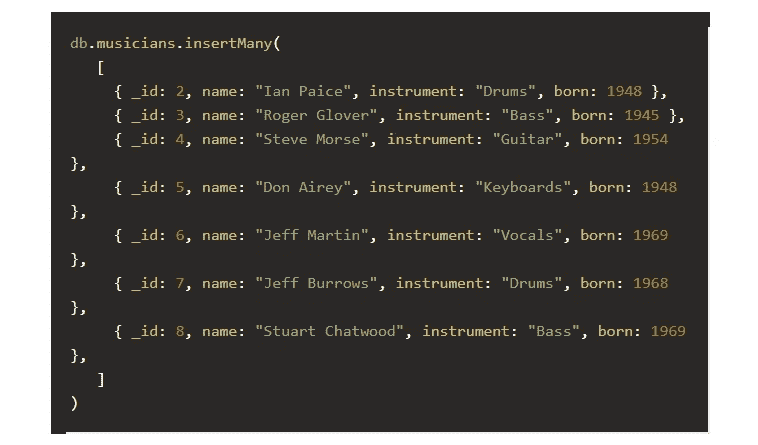 db.musicians.insertMany(
[
{ _id: 2, name: "Ian Paice", instrument: "Drums", born: 1948 },
{ _id: 3, name: "Roger Glover", instrument: "Bass", born: 1945 },
{ _id: 4, name: "Steve Morse", instrument: "Guitar", born: 1954
},
{ _id: 5, name: "Don Airey", instrument: "Keyboards", born: 1948
},
{ _id: 6, name: "Jeff Martin", instrument: "Vocals", born: 1969
},
{ _id: 7, name: "Jeff Burrows", instrument: "Drums", born: 1968
},
{ _id: 8, name: "Stuart Chatwood", instrument: "Bass", born: 1969
},
]
)